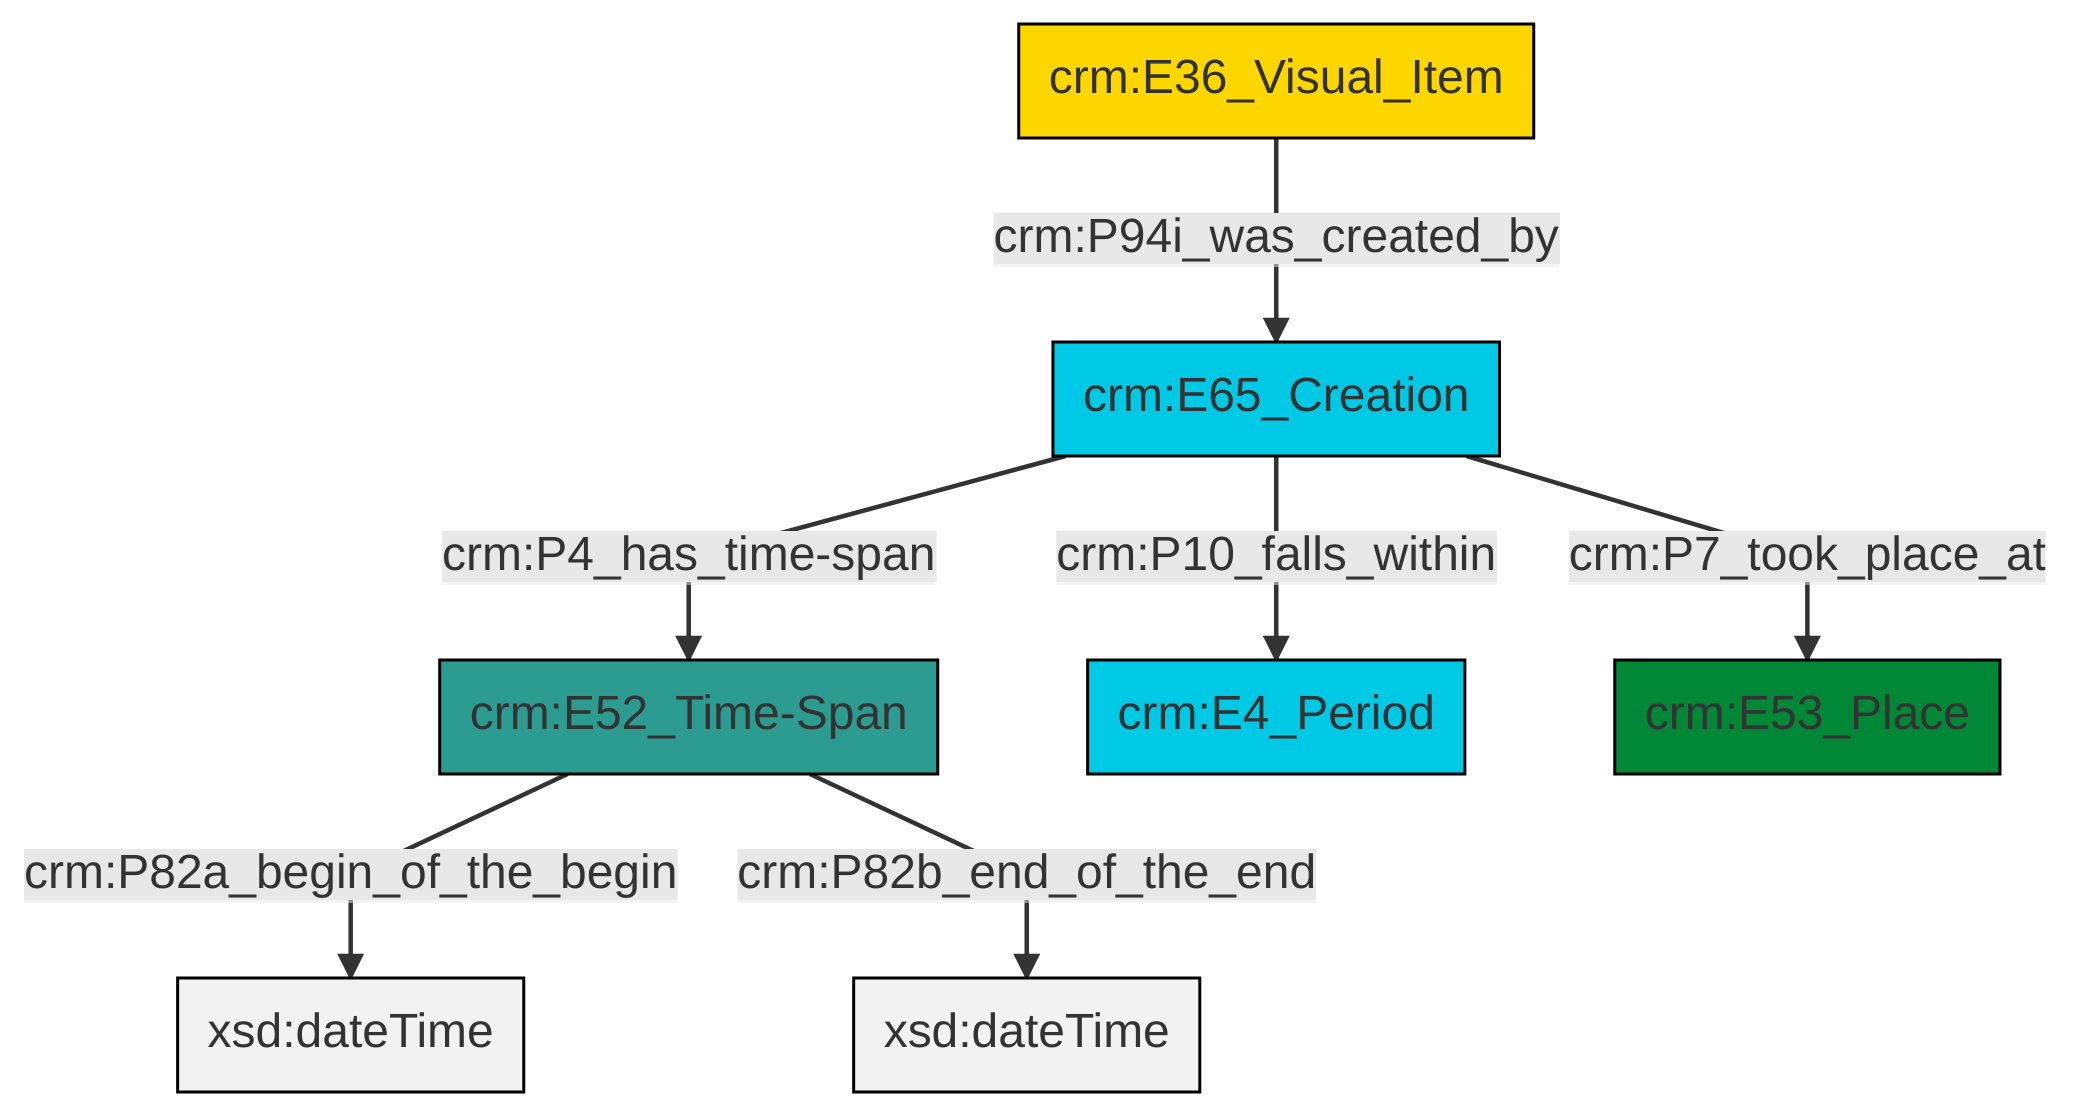 crm:E36_Visual_Item
crm:P94i_was_created_by
crm:E65_Creation
crm:P4_has_time-span
crm:P10_falls_within
crm:P7_took_place_at
crm:E52_Time-Span
crm:E4_Period
crm:E53_Place
crm:P82a_begin_of_the_begin
crm:P82b_end_of_the_end
xsd:dateTime
xsd:dateTime